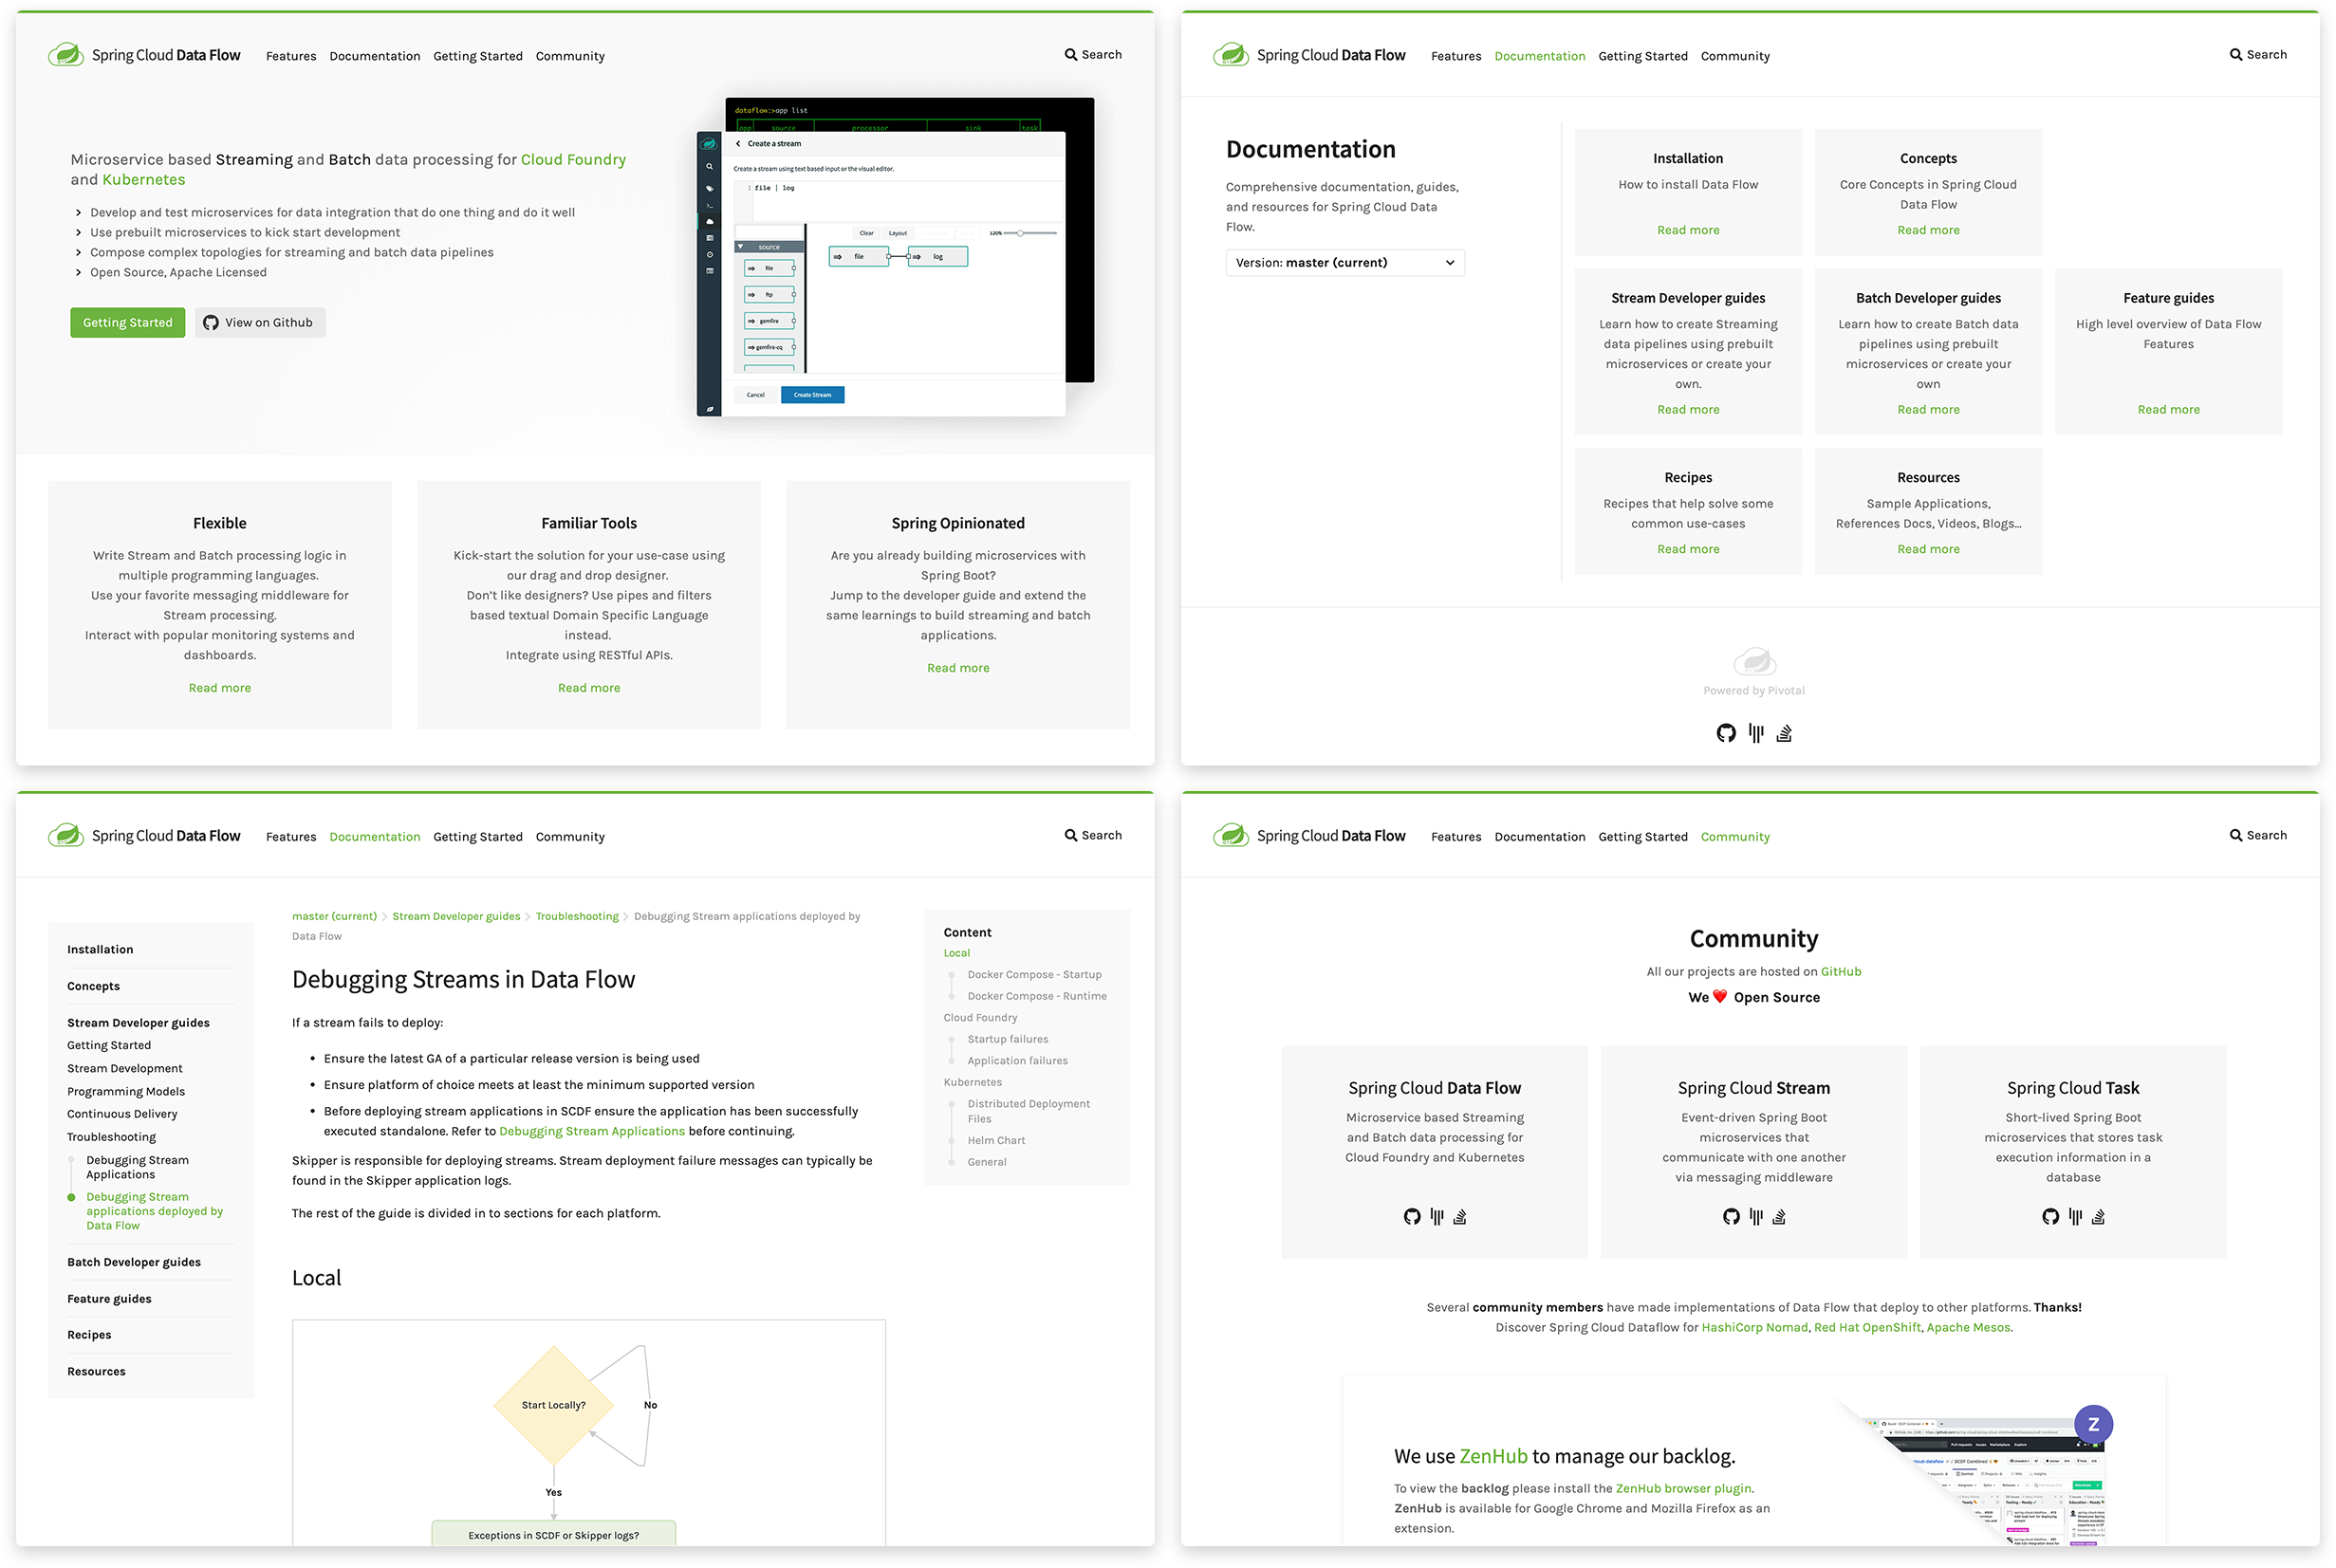 Spring Cloud Data Flow Features Documentation Getting Started Community Search
Microservice based Streaming and Batch data processing for Cloud Foundry
and Kubernetes
Develop and test microservices for data integration that do one thing and do it well
Use prebuilt microservices to kick start development
Compose complex topologies for streaming and batch data pipelines
Open Source, Apache Licensed
Getting Started View on Github
dataflow:>app list
app source processor sink task
Create a stream
Create a stream using text based input or the visual editor.
1 file | log
Clear Layout 120%
source
file
ftp
gemfire
gemfire-cq
file log
Cancel Create Stream
Flexible
Write Stream and Batch processing logic in
multiple programming languages.
Use your favorite messaging middleware for
Stream processing.
Interact with popular monitoring systems and
dashboards.
Read more
Familiar Tools
Kick-start the solution for your use-case using
our drag and drop designer.
Don't like designers? Use pipes and filters
based textual Domain Specific Language
instead.
Integrate using RESTful APIs.
Read more
Spring Opinionated
Are you already building microservices with
Spring Boot?
Jump to the developer guide and extend the
same learnings to build streaming and batch
applications.
Read more
Spring Cloud Data Flow Features Documentation Getting Started Community Search
Documentation
Comprehensive documentation, guides,
and resources for Spring Cloud Data
Flow.
Version: master (current)
Installation
How to install Data Flow
Read more
Concepts
Core Concepts in Spring Cloud
Data Flow
Read more
Stream Developer guides
Learn how to create Streaming
data pipelines using prebuilt
microservices or create your
own.
Read more
Batch Developer guides
Learn how to create Batch data
pipelines using prebuilt
microservices or create your
own
Read more
Feature guides
High level overview of Data Flow
Features
Read more
Recipes
Recipes that help solve some
common use-cases
Read more
Resources
Sample Applications,
References Docs, Videos, Blogs...
Read more
Powered by Pivotal
Spring Cloud Data Flow Features Documentation Getting Started Community Search
Installation
Concepts
Stream Developer guides
Getting Started
Stream Development
Programming Models
Continuous Delivery
Troubleshooting
Debugging Stream
Applications
Debugging Stream
applications deployed by
Data Flow
Batch Developer guides
Feature guides
Recipes
Resources
master (current) > Stream Developer guides > Troubleshooting > Debugging Stream applications deployed by
Data Flow
Debugging Streams in Data Flow
If a stream fails to deploy:
• Ensure the latest GA of a particular release version is being used
• Ensure platform of choice meets at least the minimum supported version
• Before deploying stream applications in SCDF ensure the application has been successfully
executed standalone. Refer to Debugging Stream Applications before continuing.
Skipper is responsible for deploying streams. Stream deployment failure messages can typically be
found in the Skipper application logs.
The rest of the guide is divided in to sections for each platform.
Local
Start Locally?
No
Yes
Exceptions in SCDF or Skipper logs?
Content
Local
Docker Compose - Startup
Docker Compose - Runtime
Cloud Foundry
Startup failures
Application failures
Kubernetes
Distributed Deployment
Files
Helm Chart
General
Spring Cloud Data Flow Features Documentation Getting Started Community Search
Community
All our projects are hosted on GitHub
We ❤️ Open Source
Spring Cloud Data Flow
Microservice based Streaming
and Batch data processing for
Cloud Foundry and Kubernetes
Spring Cloud Stream
Event-driven Spring Boot
microservices that
communicate with one another
via messaging middleware
Spring Cloud Task
Short-lived Spring Boot
microservices that stores task
execution information in a
database
Several community members have made implementations of Data Flow that deploy to other platforms. Thanks!
Discover Spring Cloud Dataflow for HashiCorp Nomad, Red Hat OpenShift, Apache Mesos.
We use ZenHub to manage our backlog.
To view the backlog please install the ZenHub browser plugin.
ZenHub is available for Google Chrome and Mozilla Firefox as an
extension.
Z